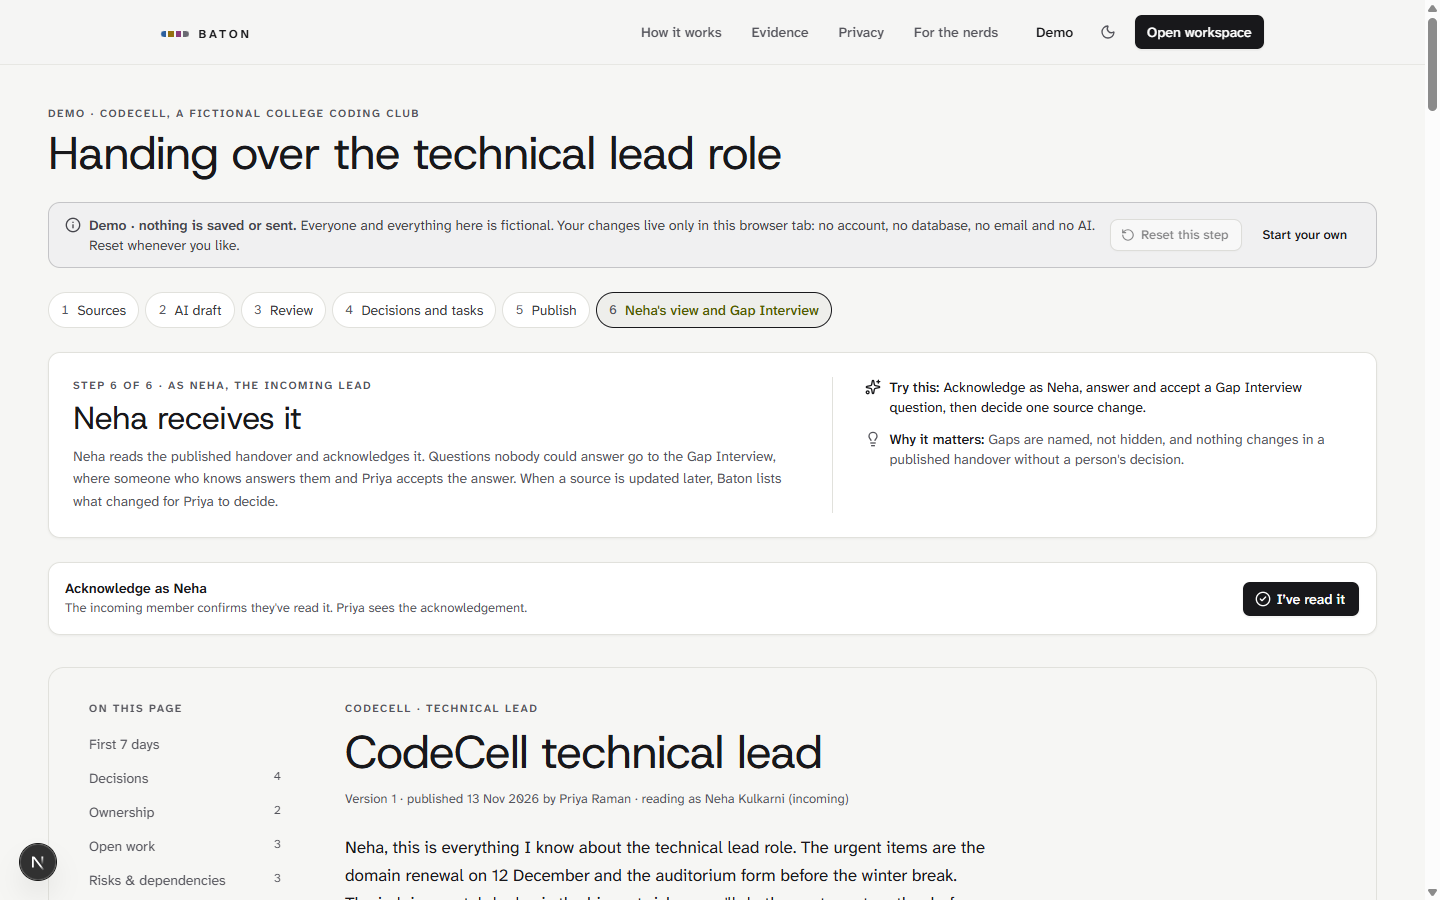 BATON
How it works
Evidence
Privacy
For the nerds
Demo
Open workspace
DEMO · CODECELL, A FICTIONAL COLLEGE CODING CLUB
Handing over the technical lead role
Demo · nothing is saved or sent. Everyone and everything here is fictional. Your changes live only in this browser tab: no account, no database, no email and no AI.
Reset whenever you like.
Reset this step
Start your own
1 Sources
2 AI draft
3 Review
4 Decisions and tasks
5 Publish
6 Neha's view and Gap Interview
STEP 6 OF 6 · AS NEHA, THE INCOMING LEAD
Neha receives it
Neha reads the published handover and acknowledges it. Questions nobody could answer go to the Gap Interview,
where someone who knows answers them and Priya accepts the answer. When a source is updated later, Baton lists
what changed for Priya to decide.
Try this: Acknowledge as Neha, answer and accept a Gap Interview
question, then decide one source change.
Why it matters: Gaps are named, not hidden, and nothing changes in a
published handover without a person's decision.
Acknowledge as Neha
The incoming member confirms they've read it. Priya sees the acknowledgement.
I've read it
ON THIS PAGE
First 7 days
Decisions 4
Ownership 2
Open work 3
Risks & dependencies 3
N
CODECELL · TECHNICAL LEAD
CodeCell technical lead
Version 1 · published 13 Nov 2026 by Priya Raman · reading as Neha Kulkarni (incoming)
Neha, this is everything I know about the technical lead role. The urgent items are the
domain renewal on 12 December and the auditorium form before the winter break.